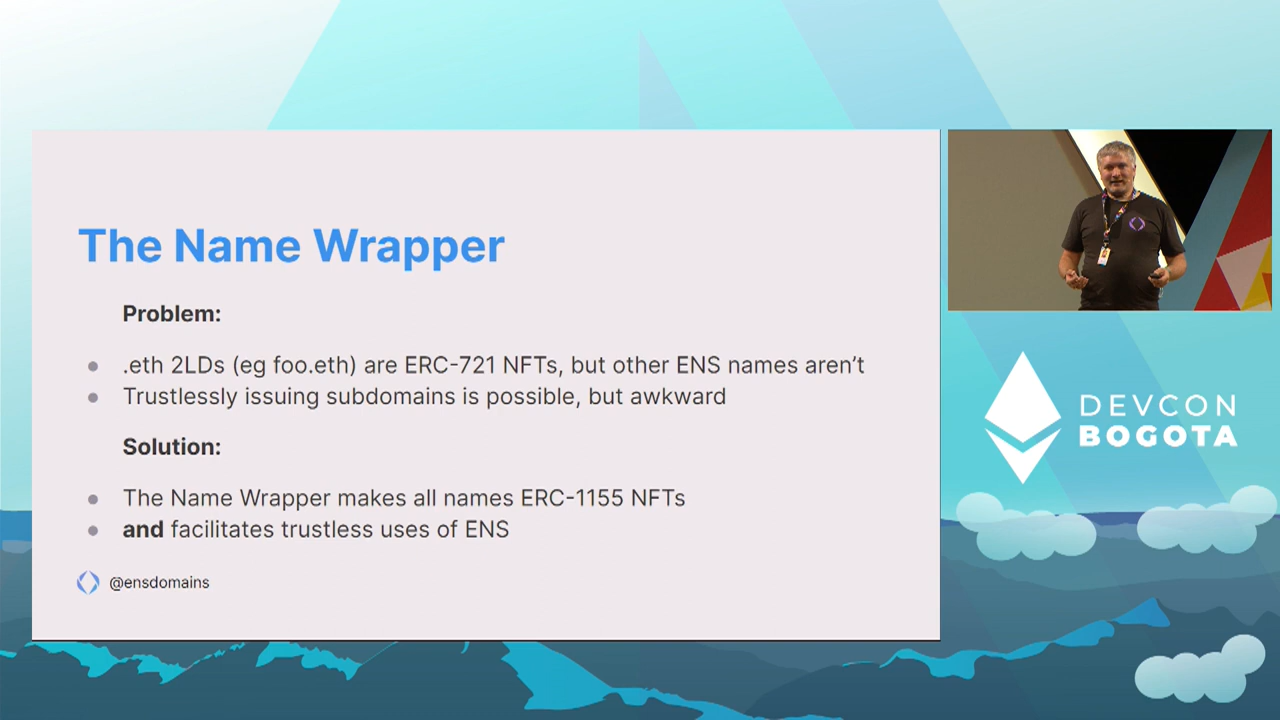 The Name Wrapper
Problem:
.eth 2LDs (eg foo.eth) are ERC-721 NFTs, but other ENS names aren't
Trustlessly issuing subdomains is possible, but awkward
Solution:
The Name Wrapper makes all names ERC-1155 NFTs
and facilitates trustless uses of ENS
@ensdomains
DEVCON
BOGOTA